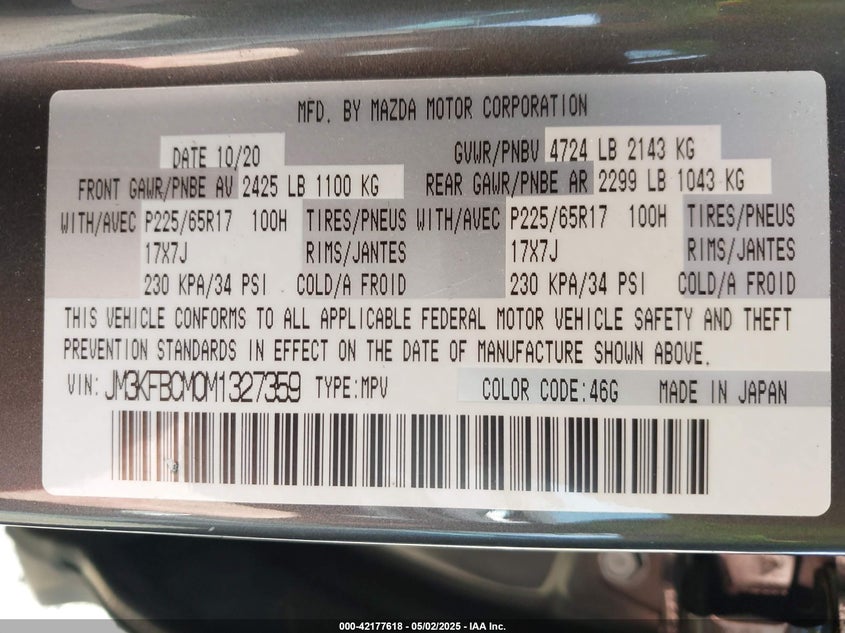 MFD. BY MAZDA MOTOR CORPORATION
DATE 10/20 GVWR/PNBV 4724 LB 2143 KG
FRONT GAWR/PNBE AV 2425 LB 1100 KG REAR GAWR/PNBE AR 2299 LB 1043 KG
WITH/AVEC P225/65R17 100H TIRES/PNEUS WITH/AVEC P225/65R17 100H TIRES/PNEUS
17X7J RIMS/JANTES 17X7J RIMS/JANTES
230 KPA/34 PSI COLD/A FROID 230 KPA/34 PSI COLD/A FROID
THIS VEHICLE CONFORMS TO ALL APPLICABLE FEDERAL MOTOR VEHICLE SAFETY AND THEFT
PREVENTION STANDARDS IN EFFECT ON THE DATE OF MANUFACTURE SHOWN ABOVE.
VIN: JM3KFBCM0M1327359 TYPE:MPV COLOR CODE:46G MADE IN JAPAN
000-42177618 - 05/02/2025 - IAA Inc.